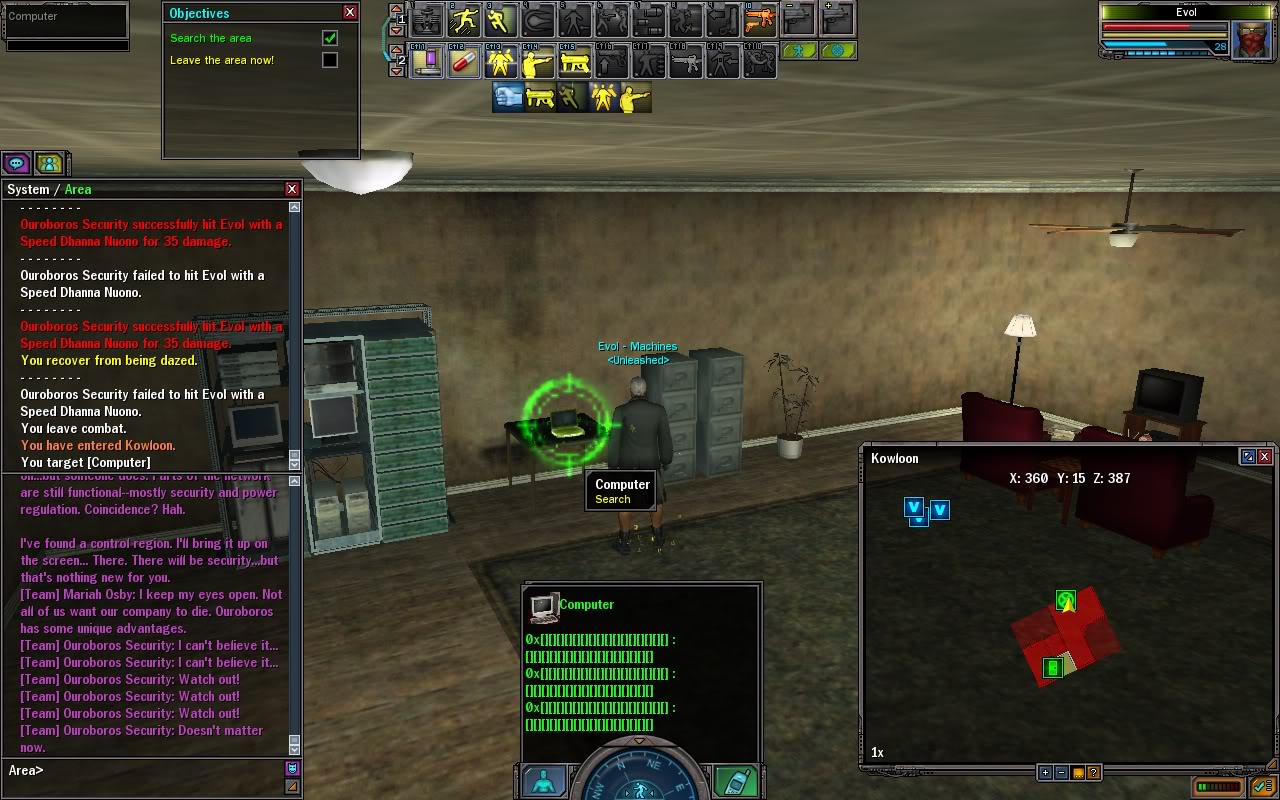 Computer
Objectives
Search the area
Leave the area now!
1
2
Evol
28
System / Area
- - - - - - - -
Ouroboros Security successfully hit Evol with a
Speed Dhanna Nuono for 35 damage.
- - - - - - - -
Ouroboros Security failed to hit Evol with a
Speed Dhanna Nuono.
- - - - - - - -
Ouroboros Security successfully hit Evol with a
Speed Dhanna Nuono for 35 damage.
You recover from being dazed.
- - - - - - - -
Ouroboros Security failed to hit Evol with a
Speed Dhanna Nuono.
You leave combat.
You have entered Kowloon.
You target [Computer]
are still functional--mostly security and power
regulation. Coincidence? Hah.
I've found a control region. I'll bring it up on
the screen... There. There will be security...but
that's nothing new for you.
[Team] Mariah Osby: I keep my eyes open. Not
all of us want our company to die. Ouroboros
has some unique advantages.
[Team] Ouroboros Security: I can't believe it...
[Team] Ouroboros Security: I can't believe it...
[Team] Ouroboros Security: Watch out!
[Team] Ouroboros Security: Watch out!
[Team] Ouroboros Security: Watch out!
[Team] Ouroboros Security: Doesn't matter
now.
Area>
Evol - Machines
<Unleashed>
Computer
Search
Computer
0x[][][][][][][][][][][][][][][][] :
[][][][][][][][][][][][][][][][]
0x[][][][][][][][][][][][][][][][] :
[][][][][][][][][][][][][][][][]
0x[][][][][][][][][][][][][][][][] :
[][][][][][][][][][][][][][][][]
NW N NE E
Kowloon
X: 360 Y: 15 Z: 387
V V
1x